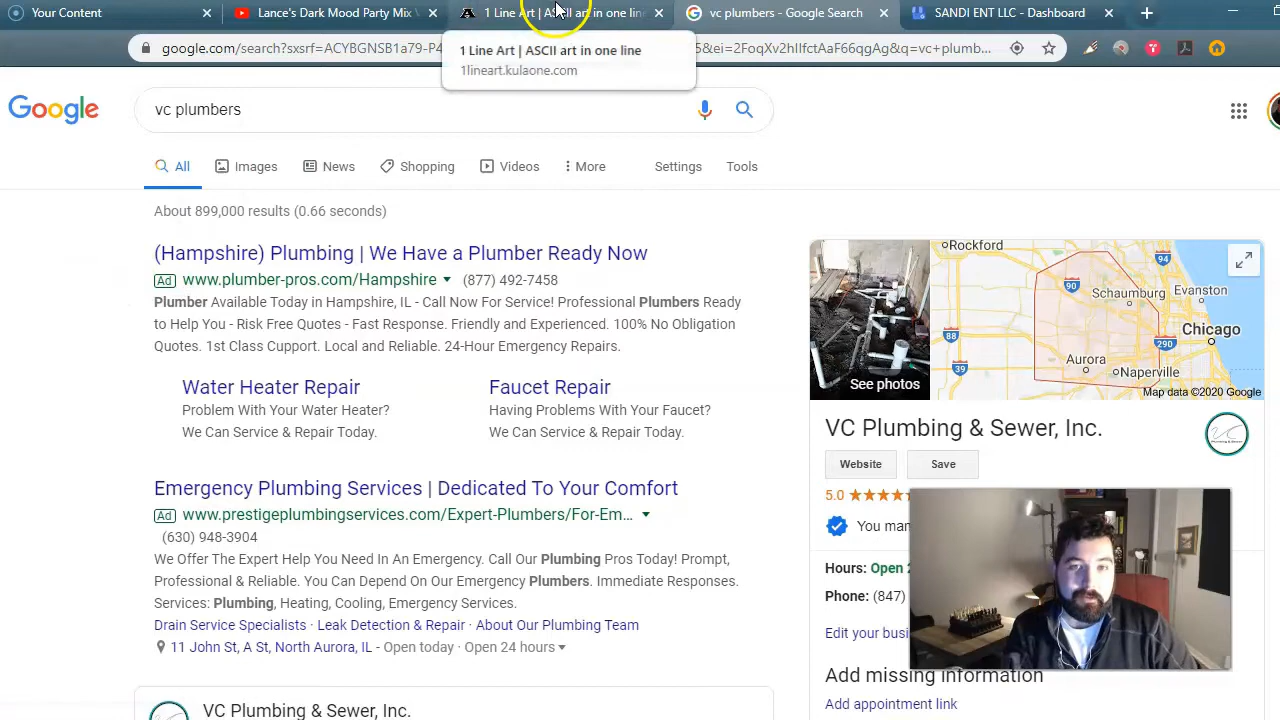 Your Content
Lance's Dark Mood Party Mix V
1 Line Art | ASCII art in one line
vc plumbers - Google Search
SANDI ENT LLC - Dashboard
google.com/search?sxsrf=ACYBGNSB1a79-P4
5&ei=2FoqXv2hIIfctAaF66qgAg&q=vc+plumb...
1 Line Art | ASCII art in one line
1lineart.kulaone.com
Google
vc plumbers
All
Images
News
Shopping
Videos
More
Settings
Tools
About 899,000 results (0.66 seconds)
(Hampshire) Plumbing | We Have a Plumber Ready Now
Ad www.plumber-pros.com/Hampshire (877) 492-7458
Plumber Available Today in Hampshire, IL - Call Now For Service! Professional Plumbers Ready
to Help You - Risk Free Quotes - Fast Response. Friendly and Experienced. 100% No Obligation
Quotes. 1st Class Support. Local and Reliable. 24-Hour Emergency Repairs.
Water Heater Repair
Problem With Your Water Heater?
We Can Service & Repair Today.
Faucet Repair
Having Problems With Your Faucet?
We Can Service & Repair Today.
Emergency Plumbing Services | Dedicated To Your Comfort
Ad www.prestigeplumbingservices.com/Expert-Plumbers/For-Em...
(630) 948-3904
We Offer The Expert Help You Need In An Emergency. Call Our Plumbing Pros Today! Prompt,
Professional & Reliable. You Can Depend On Our Emergency Plumbers. Immediate Responses.
Services: Plumbing, Heating, Cooling, Emergency Services.
Drain Service Specialists · Leak Detection & Repair · About Our Plumbing Team
11 John St, A St, North Aurora, IL - Open today · Open 24 hours
VC Plumbing & Sewer, Inc.
See photos
Rockford
94
90
Schaumburg
Evanston
88
Chicago
290
Aurora
39
Naperville
Map data ©2020 Google
VC Plumbing & Sewer, Inc.
Website
Save
5.0
You man
Hours: Open 2
Phone: (847)
Edit your busi
Add missing information
Add appointment link